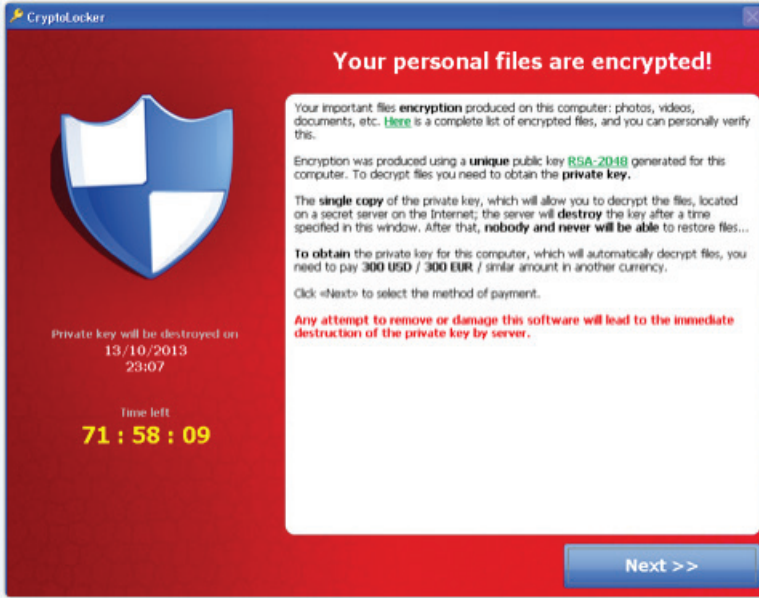 CryptoLocker
Your personal files are encrypted!
Your important files encryption produced on this computer: photos, videos,
documents, etc. Here is a complete list of encrypted files, and you can personally verify
this.
Encryption was produced using a unique public key RSA-2048 generated for this
computer. To decrypt files you need to obtain the private key.
The single copy of the private key, which will allow you to decrypt the files, located
on a secret server on the Internet; the server will destroy the key after a time
specified in this window. After that, nobody and never will be able to restore files...
To obtain the private key for this computer, which will automatically decrypt files, you
need to pay 300 USD / 300 EUR / similar amount in another currency.
Click «Next» to select the method of payment.
Any attempt to remove or damage this software will lead to the immediate
destruction of the private key by server.
Private key will be destroyed on
13/10/2013
23:07
Time left
71 : 58 : 09
Next >>